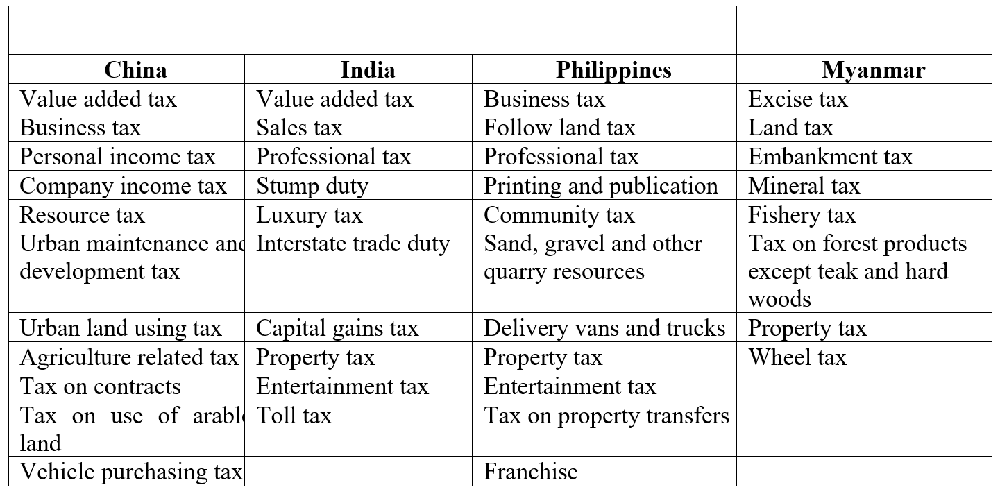 China India Philippines Myanmar
Value added tax Value added tax Business tax Excise tax
Business tax Sales tax Follow land tax Land tax
Personal income tax Professional tax Professional tax Embankment tax
Company income tax Stump duty Printing and publication Mineral tax
Resource tax Luxury tax Community tax Fishery tax
Urban maintenance and Interstate trade duty Sand, gravel and other Tax on forest products
development tax quarry resources except teak and hard
woods
Urban land using tax Capital gains tax Delivery vans and trucks Property tax
Agriculture related tax Property tax Property tax Wheel tax
Tax on contracts Entertainment tax Entertainment tax
Tax on use of arable Toll tax Tax on property transfers
land
Vehicle purchasing tax Franchise